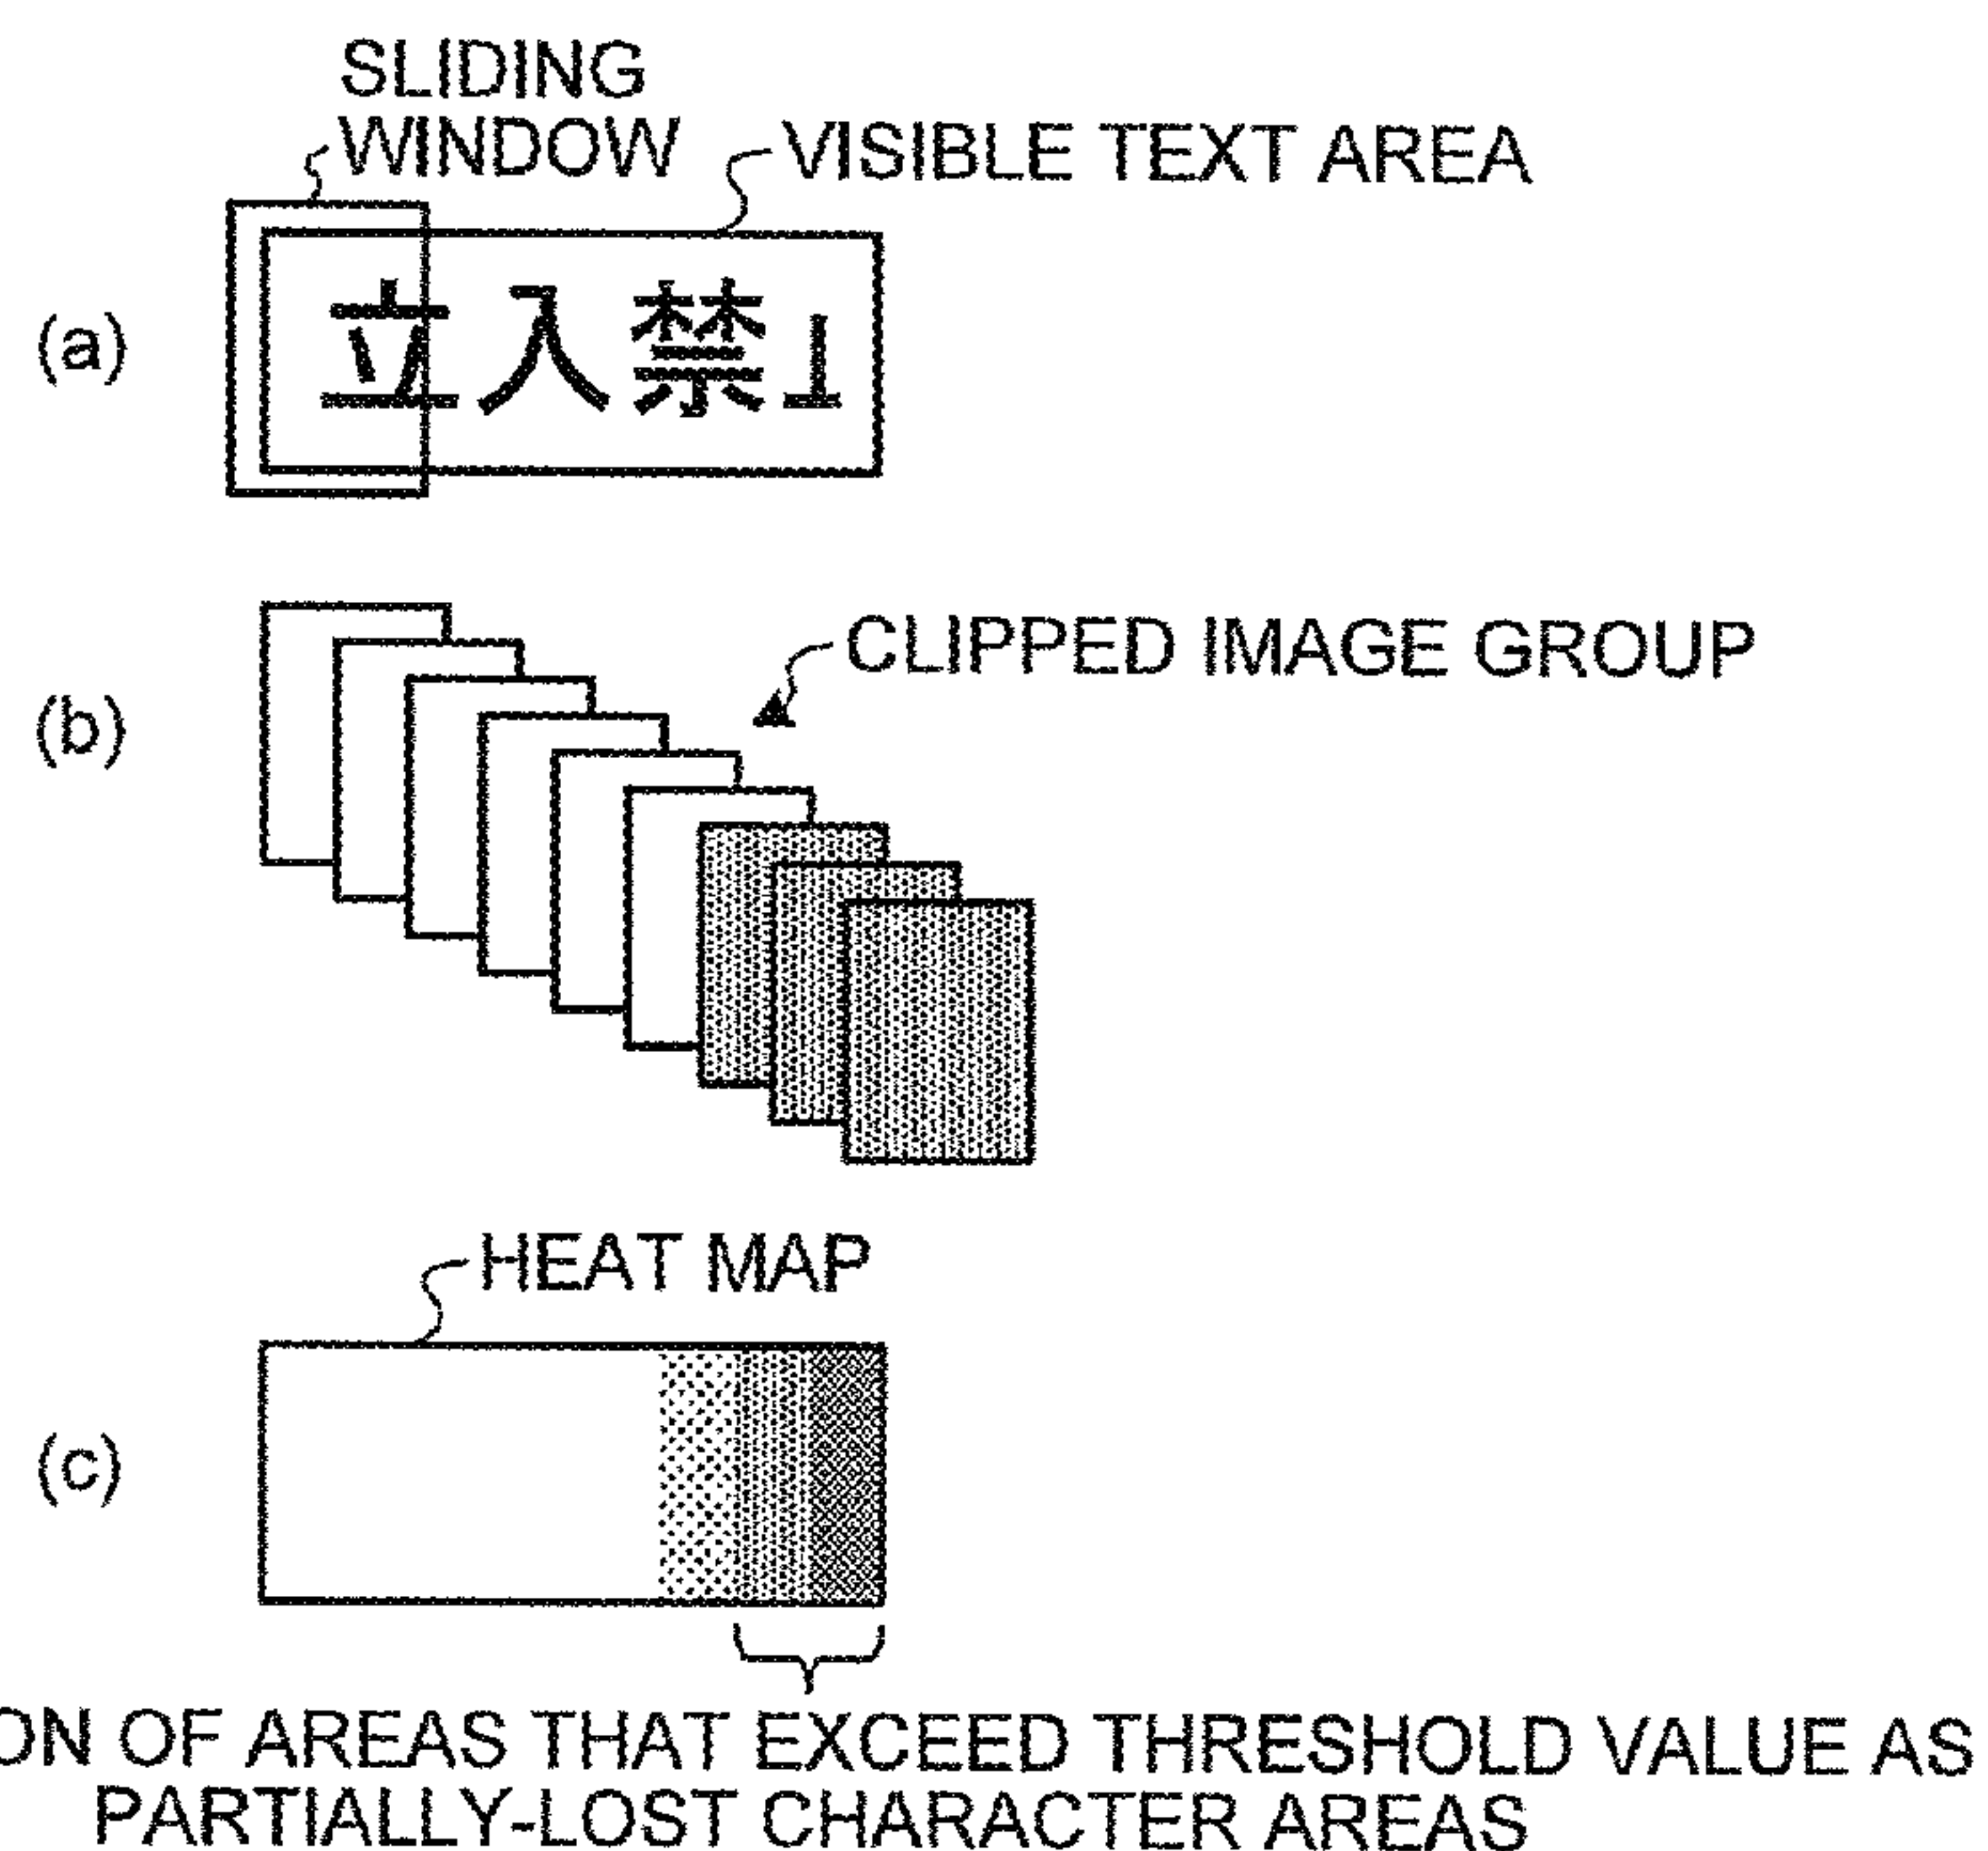 SLIDING
WINDOW
VISIBLE TEXT AREA
(a)
立入禁
(b)
CLIPPED IMAGE GROUP
HEAT MAP
(c)
OF AREAS THAT EXCEED THRESHOLD VALUE AS
PARTIALLY-LOST CHARACTER AREAS